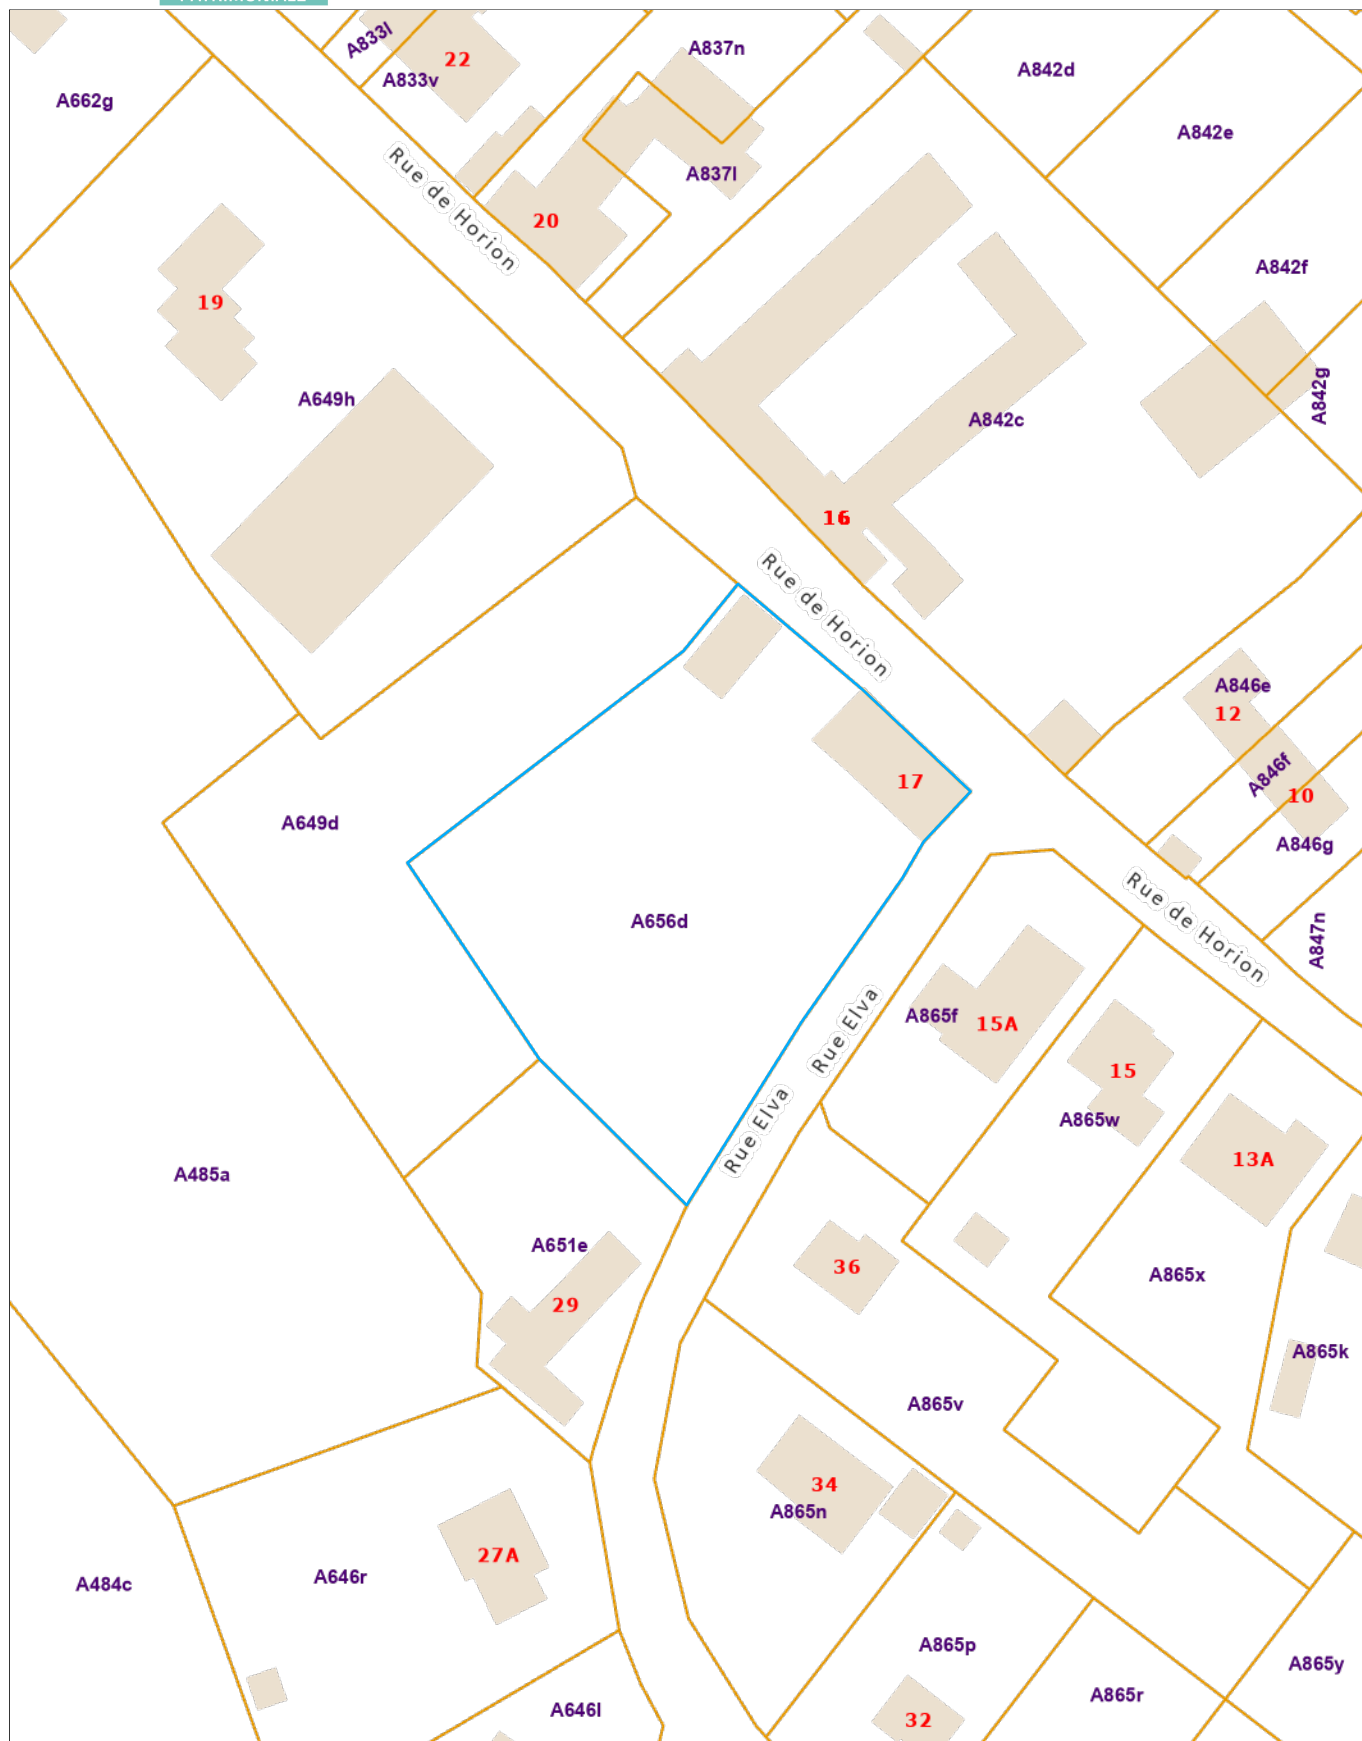 A833l
22
A837n
A842d
A833v
A662g
A842e
Rue de Horion
A837l
20
A842f
19
A649h
A842g
A842c
16
Rue de Horion
A846e
12
17
A846f
10
A649d
A846g
A656d
Rue de Horion
A847n
Rue Elva
A865f
15A
15
Rue Elva
A865w
13A
A485a
A651e
36
A865x
29
A865k
A865v
34
A865n
27A
A646r
A484c
A865p
A865y
A865r
A646l
32